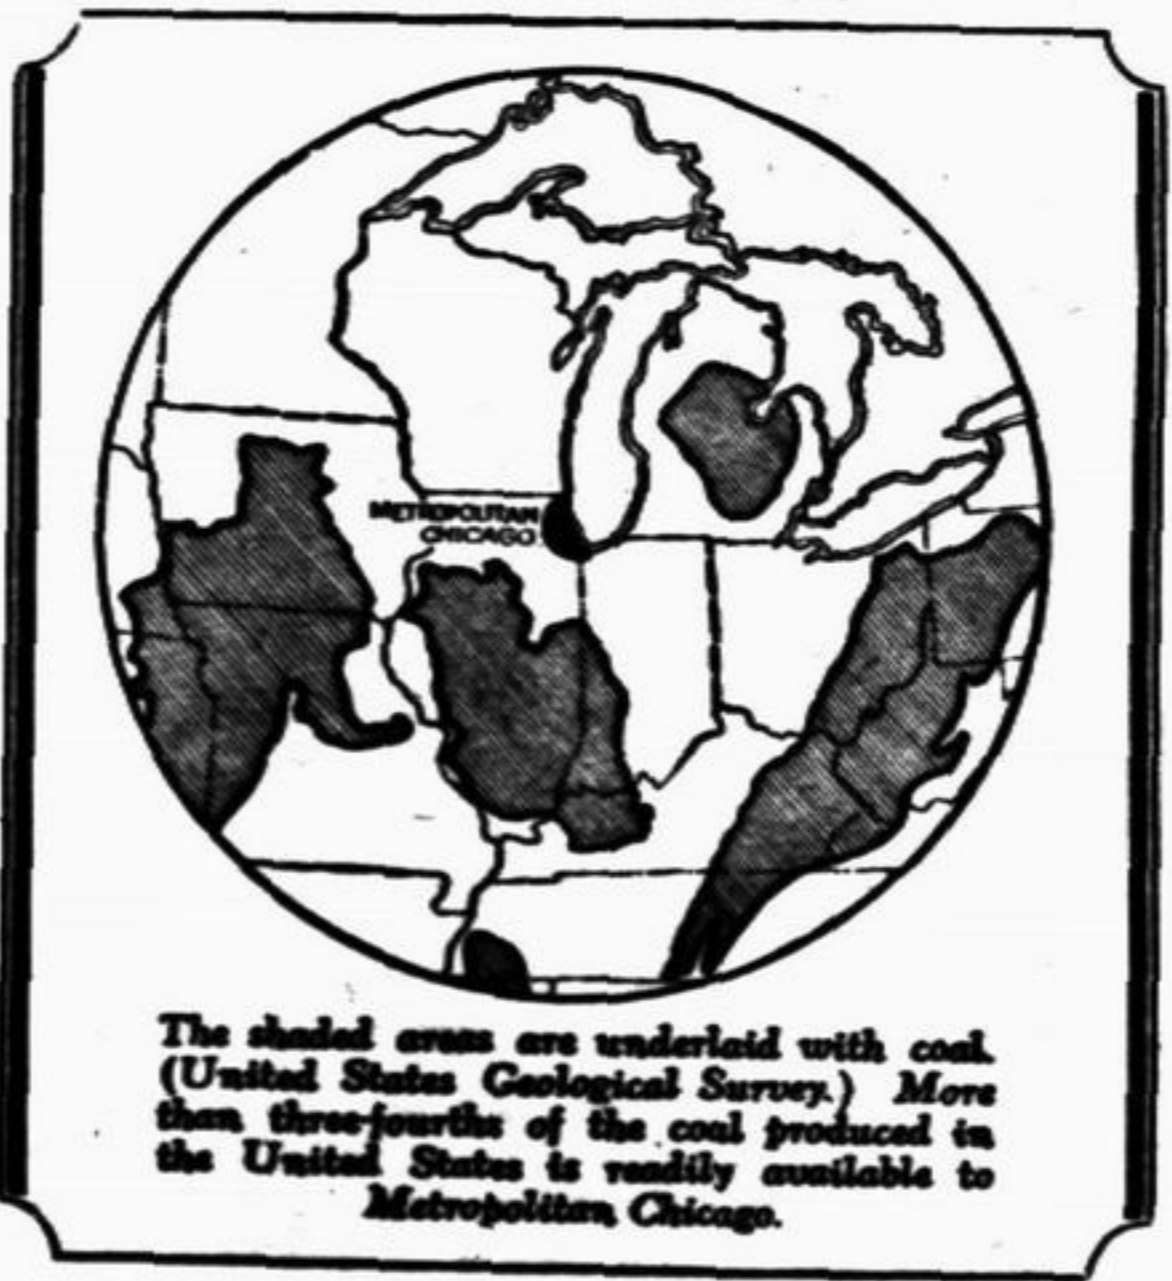 METROPOLITAN
CHICAGO
The shaded areas are underlaid with coal.
(United States Geological Survey.) More
than three-fourths of the coal produced in
the United States is readily available to
Metropolitan Chicago.